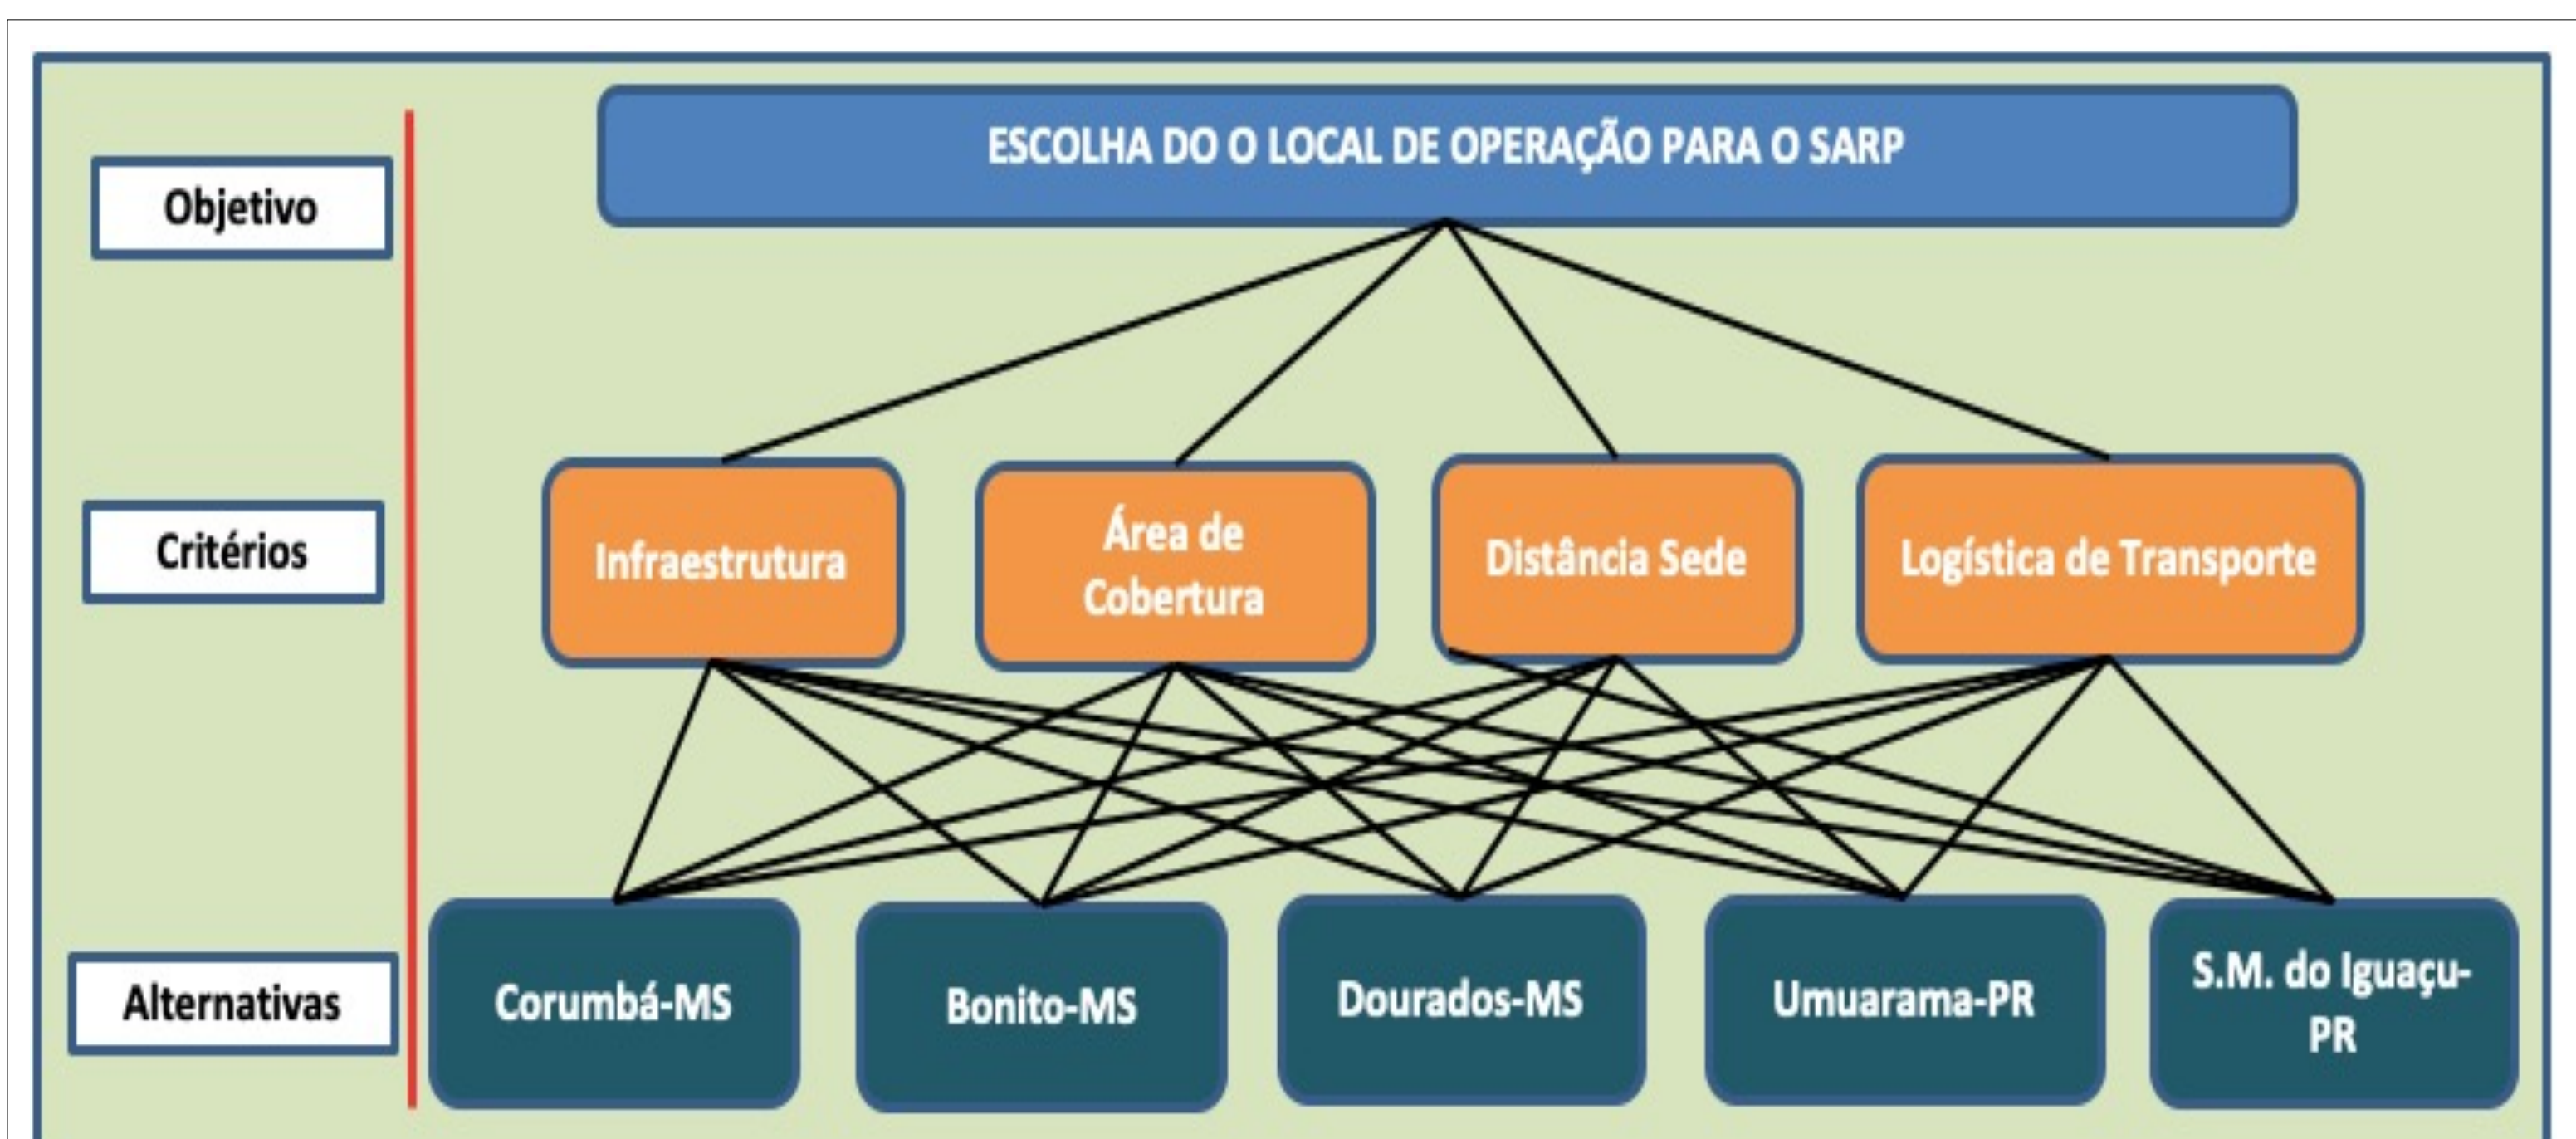 ESCOLHA DO O LOCAL DE OPERAÇÃO PARA O SARP
Objetivo
Critérios
Infraestrutura
Área de
Cobertura
Distância Sede
Logística de Transporte
Alternativas
Corumbá-MS
Bonito-MS
Dourados-MS
Umuarama-PR
S.M. do Iguaçu-
PR